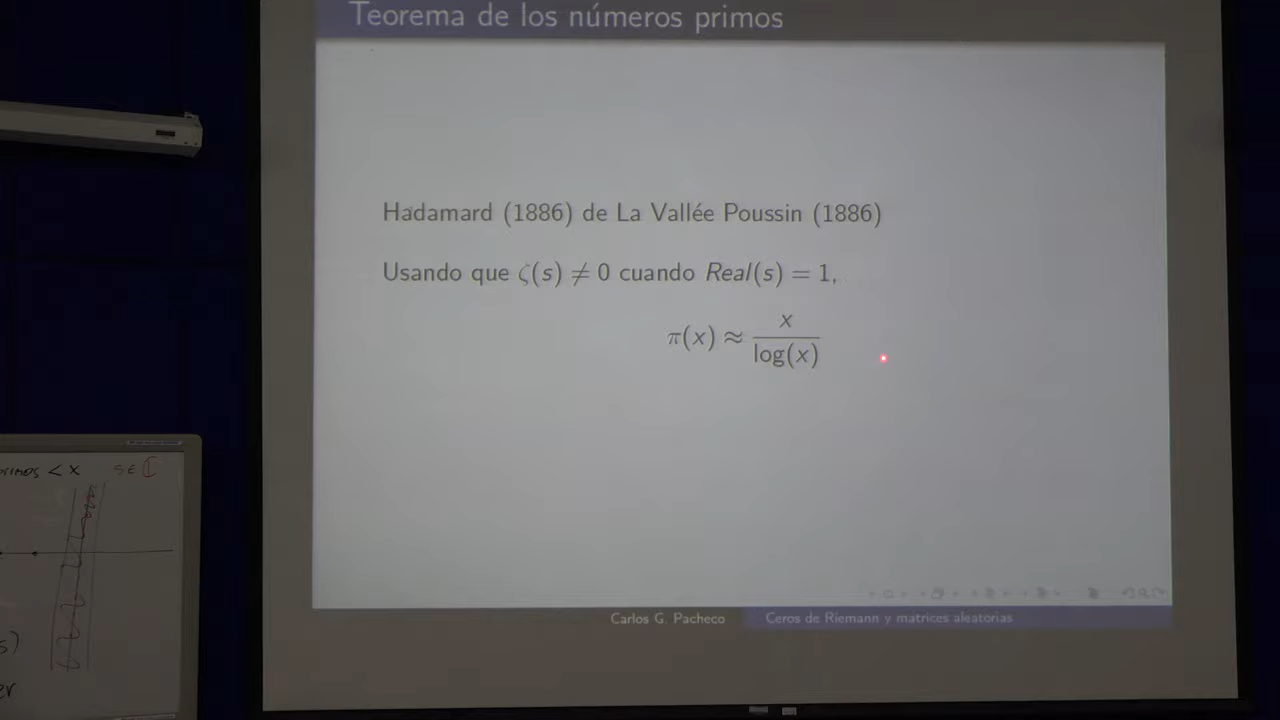 Teorema de los números primos
Hadamard (1886) de La Vallée Poussin (1886)
Usando que ζ(s) ≠ 0 cuando Real(s) = 1,
π(x) ≈ x / log(x)
Carlos G. Pacheco
Ceros de Riemann y matrices aleatorias
< x s ∈ ℂ
s)
er